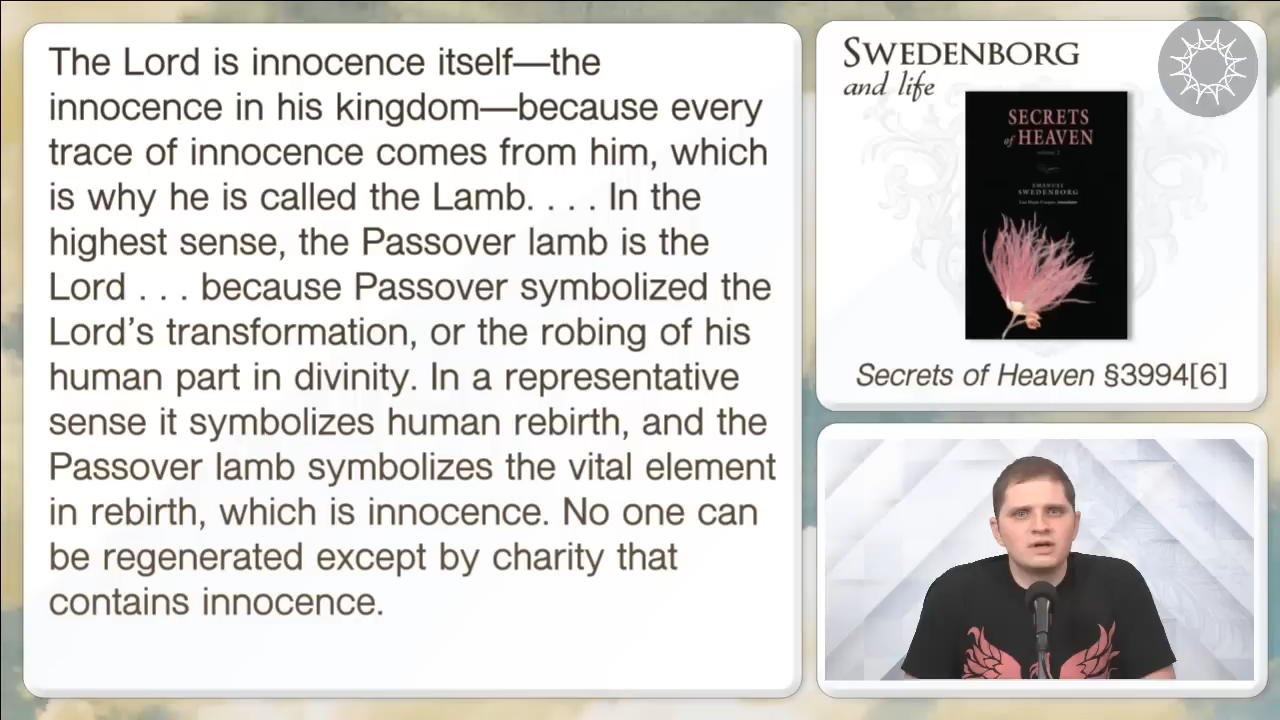 The Lord is innocence itself—the
innocence in his kingdom—because every
trace of innocence comes from him, which
is why he is called the Lamb. . . . In the
highest sense, the Passover lamb is the
Lord . . . because Passover symbolized the
Lord’s transformation, or the robing of his
human part in divinity. In a representative
sense it symbolizes human rebirth, and the
Passover lamb symbolizes the vital element
in rebirth, which is innocence. No one can
be regenerated except by charity that
contains innocence.
SWEDENBORG
and life
SECRETS
of HEAVEN
EMANUEL
SWEDENBORG
Secrets of Heaven §3994[6]